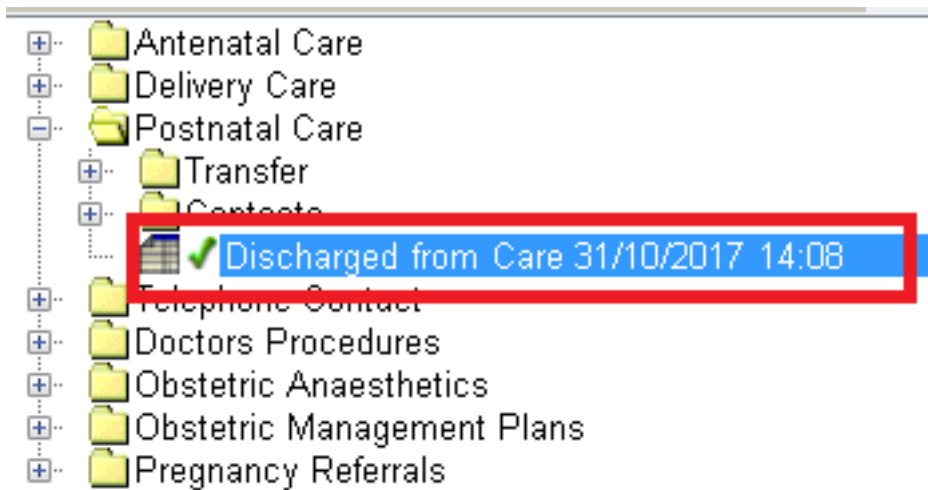 Antenatal Care
Delivery Care
Postnatal Care
Transfer
Contacts
Discharged from Care 31/10/2017 14:08
Telephone Contact
Doctors Procedures
Obstetric Anaesthetics
Obstetric Management Plans
Pregnancy Referrals